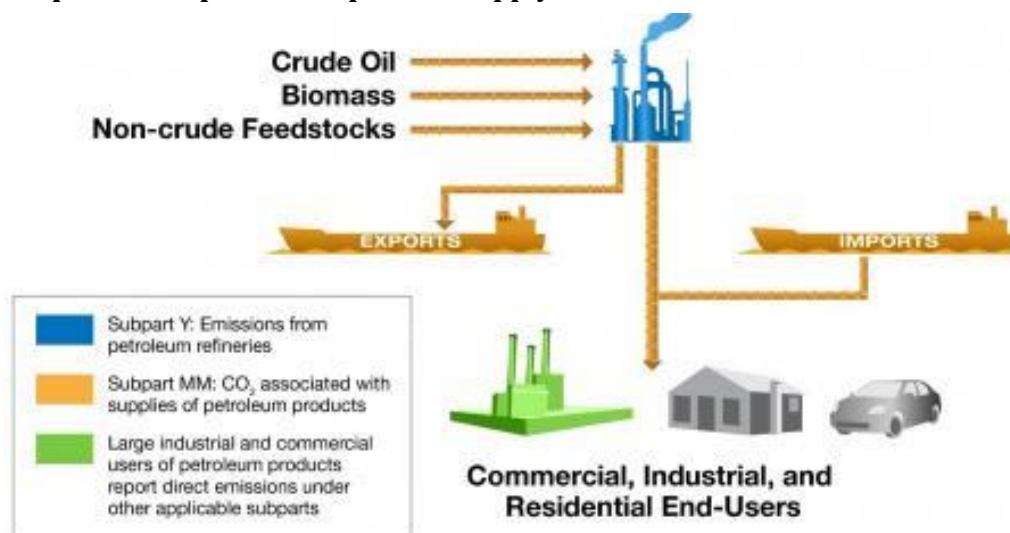 Crude Oil
Biomass
Non-crude Feedstocks
EXPORTS
IMPORTS
Subpart Y: Emissions from
petroleum refineries
Subpart MM: CO₂ associated with
supplies of petroleum products
Large industrial and commercial
users of petroleum products
report direct emissions under
other applicable subparts
Commercial, Industrial, and
Residential End-Users